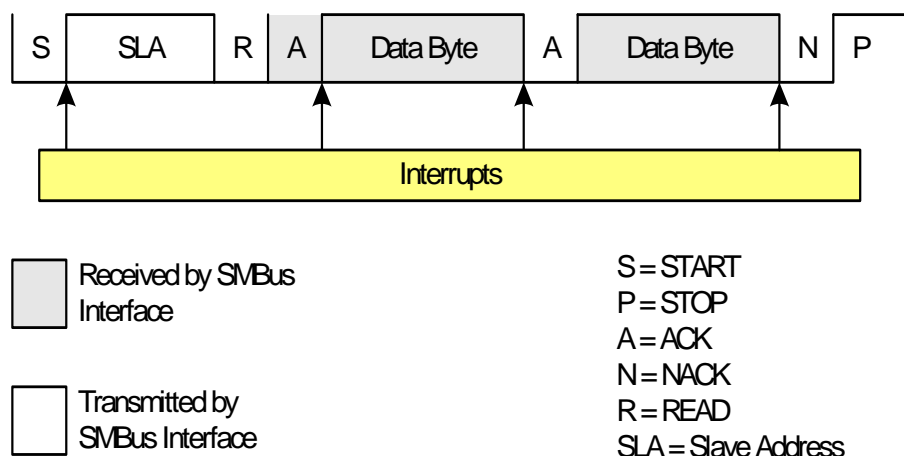 S SLA R A Data Byte A Data Byte N P
Interrupts
Received by SMBus
Interface
Transmitted by
SMBus Interface
S = START
P = STOP
A = ACK
N = NACK
R = READ
SLA = Slave Address